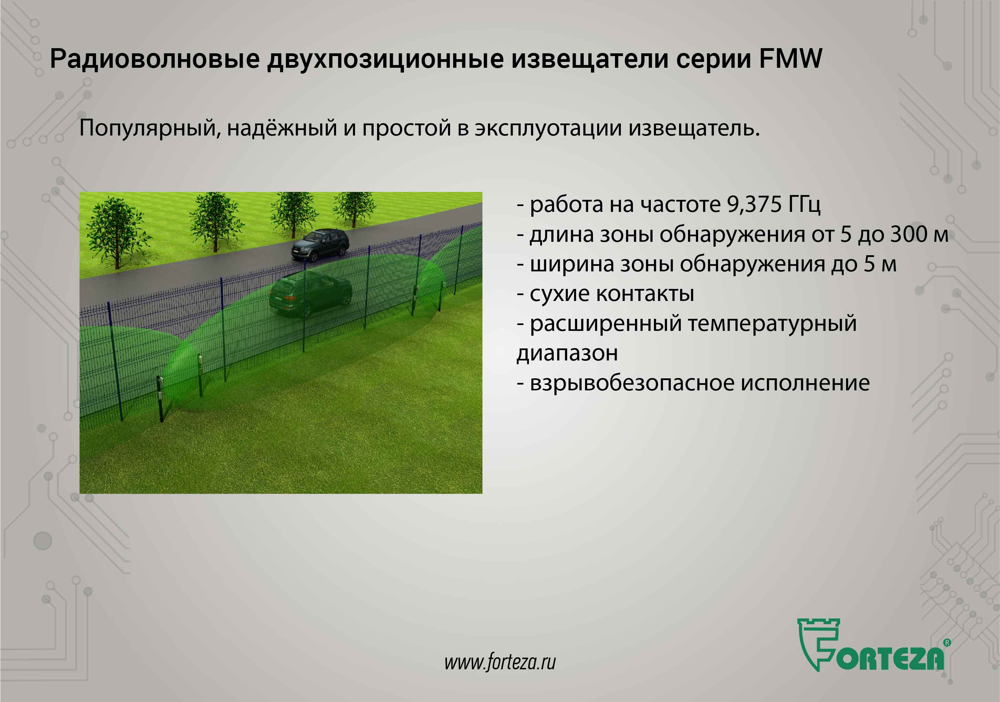 Радиоволновые двухпозиционные извещатели серии FMW
Популярный, надёжный и простой в эксплуотации извещатель.
- работа на частоте 9,375 ГГц
- длина зоны обнаружения от 5 до 300 м
- ширина зоны обнаружения до 5 м
- сухие контакты
- расширенный температурный
диапазон
- взрывобезопасное исполнение
www.forteza.ru
FORTEZA®